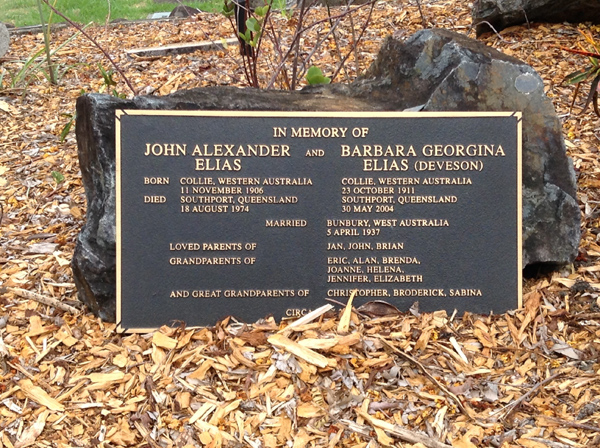 IN MEMORY OF
JOHN ALEXANDER AND BARBARA GEORGINA
ELIAS ELIAS (DEVESON)
BORN COLLIE, WESTERN AUSTRALIA COLLIE, WESTERN AUSTRALIA
11 NOVEMBER 1906 23 OCTOBER 1911
DIED SOUTHPORT, QUEENSLAND SOUTHPORT, QUEENSLAND
18 AUGUST 1974 30 MAY 2004
MARRIED BUNBURY, WEST AUSTRALIA
5 APRIL 1937
LOVED PARENTS OF JAN, JOHN, BRIAN
GRANDPARENTS OF ERIC, ALAN, BRENDA,
JOANNE, HELENA,
JENNIFER, ELIZABETH
AND GREAT GRANDPARENTS OF CHRISTOPHER, BRODERICK, SABINA